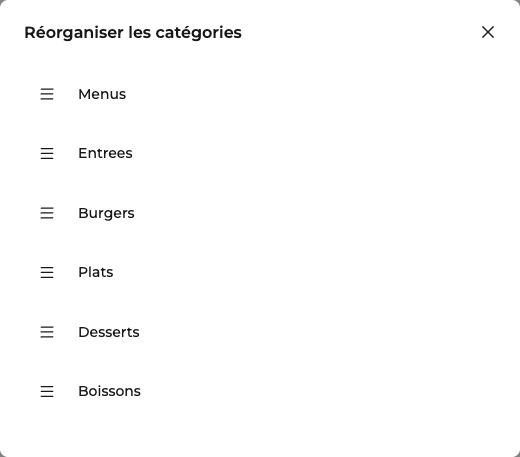 Réorganiser les catégories
Menus
Entrees
Burgers
Plats
Desserts
Boissons